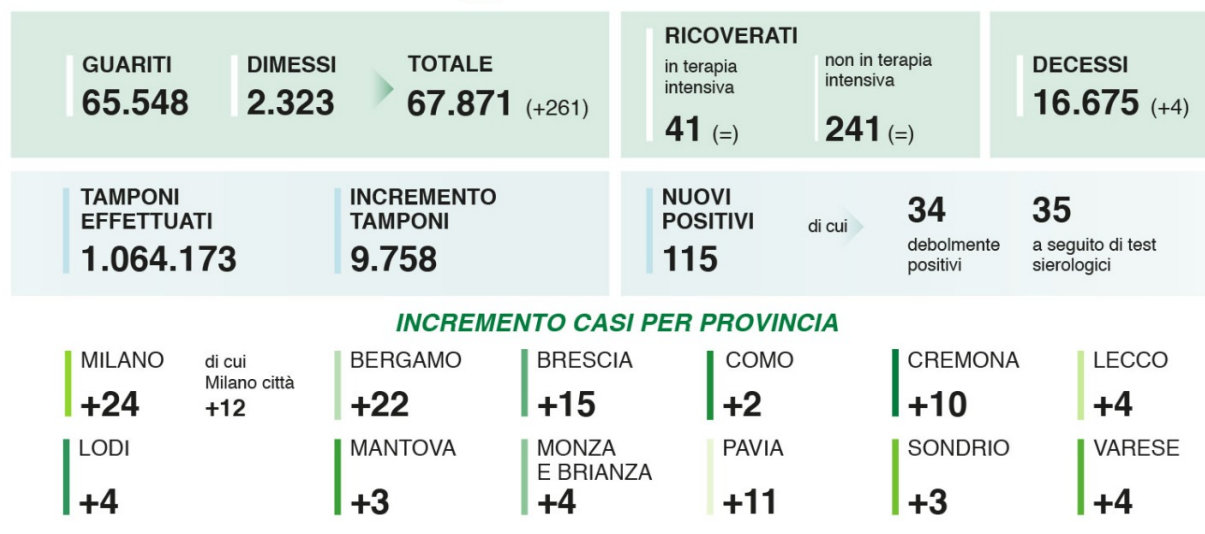 GUARITI
65.548
DIMESSI
2.323
TOTALE
67.871 (+261)
RICOVERATI
in terapia
intensiva
41 (=)
non in terapia
intensiva
241 (=)
DECESSI
16.675 (+4)
TAMPONI
EFFETTUATI
1.064.173
INCREMENTO
TAMPONI
9.758
NUOVI
POSITIVI
115
di cui
34
debolmente
positivi
35
a seguito di test
sierologici
INCREMENTO CASI PER PROVINCIA
MILANO
+24
di cui
Milano città
+12
BERGAMO
+22
BRESCIA
+15
COMO
+2
CREMONA
+10
LECCO
+4
LODI
+4
MANTOVA
+3
MONZA
E BRIANZA
+4
PAVIA
+11
SONDRIO
+3
VARESE
+4